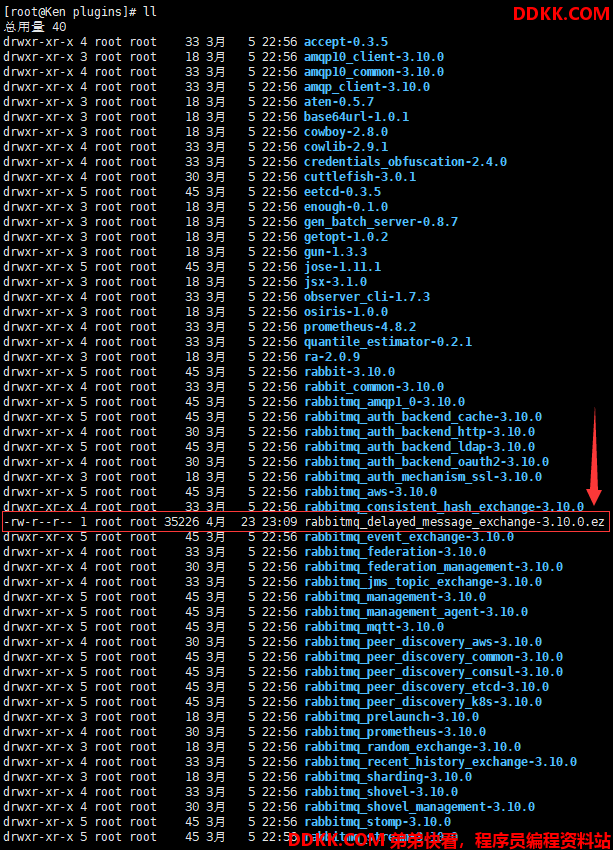 [root@Ken plugins]# ll
DDKK.COM
总用量 40
drwxr-xr-x 4 root root 33 3月 5 22:56 accept-0.3.5
drwxr-xr-x 3 root root 18 3月 5 22:56 amqp10_client-3.10.0
drwxr-xr-x 4 root root 33 3月 5 22:56 amqp10_common-3.10.0
drwxr-xr-x 4 root root 33 3月 5 22:56 amqp_client-3.10.0
drwxr-xr-x 3 root root 18 3月 5 22:56 aten-0.5.7
drwxr-xr-x 3 root root 18 3月 5 22:56 base64url-1.0.1
drwxr-xr-x 3 root root 18 3月 5 22:56 cowboy-2.8.0
drwxr-xr-x 4 root root 33 3月 5 22:56 cowlib-2.9.1
drwxr-xr-x 4 root root 33 3月 5 22:56 credentials_obfuscation-2.4.0
drwxr-xr-x 4 root root 30 3月 5 22:56 cuttlefish-3.0.1
drwxr-xr-x 5 root root 45 3月 5 22:56 eetcd-0.3.5
drwxr-xr-x 3 root root 18 3月 5 22:56 enough-0.1.0
drwxr-xr-x 3 root root 18 3月 5 22:56 gen_batch_server-0.8.7
drwxr-xr-x 3 root root 18 3月 5 22:56 getopt-1.0.2
drwxr-xr-x 3 root root 18 3月 5 22:56 gun-1.3.3
drwxr-xr-x 5 root root 45 3月 5 22:56 jose-1.11.1
drwxr-xr-x 3 root root 18 3月 5 22:56 jsx-3.1.0
drwxr-xr-x 4 root root 33 3月 5 22:56 observer_cli-1.7.3
drwxr-xr-x 3 root root 18 3月 5 22:56 osiris-1.0.0
drwxr-xr-x 4 root root 33 3月 5 22:56 prometheus-4.8.2
drwxr-xr-x 4 root root 33 3月 5 22:56 quantile_estimator-0.2.1
drwxr-xr-x 3 root root 18 3月 5 22:56 ra-2.0.9
drwxr-xr-x 5 root root 45 3月 5 22:56 rabbit-3.10.0
drwxr-xr-x 4 root root 33 3月 5 22:56 rabbit_common-3.10.0
drwxr-xr-x 5 root root 45 3月 5 22:56 rabbitmq_amqp1_0-3.10.0
drwxr-xr-x 5 root root 45 3月 5 22:56 rabbitmq_auth_backend_cache-3.10.0
drwxr-xr-x 4 root root 30 3月 5 22:56 rabbitmq_auth_backend_http-3.10.0
drwxr-xr-x 5 root root 45 3月 5 22:56 rabbitmq_auth_backend_ldap-3.10.0
drwxr-xr-x 4 root root 30 3月 5 22:56 rabbitmq_auth_backend_oauth2-3.10.0
drwxr-xr-x 3 root root 18 3月 5 22:56 rabbitmq_auth_mechanism_ssl-3.10.0
drwxr-xr-x 5 root root 45 3月 5 22:56 rabbitmq_aws-3.10.0
drwxr-xr-x 4 root root 33 3月 5 22:56 rabbitmq_consistent_hash_exchange-3.10.0
-rw-r--r-- 1 root root 35226 4月 23 23:09 rabbitmq_delayed_message_exchange-3.10.0.ez
drwxr-xr-x 5 root root 45 3月 5 22:56 rabbitmq_event_exchange-3.10.0
drwxr-xr-x 4 root root 33 3月 5 22:56 rabbitmq_federation-3.10.0
drwxr-xr-x 4 root root 30 3月 5 22:56 rabbitmq_federation_management-3.10.0
drwxr-xr-x 4 root root 33 3月 5 22:56 rabbitmq_jms_topic_exchange-3.10.0
drwxr-xr-x 5 root root 45 3月 5 22:56 rabbitmq_management-3.10.0
drwxr-xr-x 5 root root 45 3月 5 22:56 rabbitmq_management_agent-3.10.0
drwxr-xr-x 5 root root 45 3月 5 22:56 rabbitmq_mqtt-3.10.0
drwxr-xr-x 4 root root 30 3月 5 22:56 rabbitmq_peer_discovery_aws-3.10.0
drwxr-xr-x 5 root root 45 3月 5 22:56 rabbitmq_peer_discovery_common-3.10.0
drwxr-xr-x 5 root root 45 3月 5 22:56 rabbitmq_peer_discovery_consul-3.10.0
drwxr-xr-x 5 root root 45 3月 5 22:56 rabbitmq_peer_discovery_etcd-3.10.0
drwxr-xr-x 5 root root 45 3月 5 22:56 rabbitmq_peer_discovery_k8s-3.10.0
drwxr-xr-x 3 root root 18 3月 5 22:56 rabbitmq_prelaunch-3.10.0
drwxr-xr-x 4 root root 30 3月 5 22:56 rabbitmq_prometheus-3.10.0
drwxr-xr-x 3 root root 18 3月 5 22:56 rabbitmq_random_exchange-3.10.0
drwxr-xr-x 4 root root 33 3月 5 22:56 rabbitmq_recent_history_exchange-3.10.0
drwxr-xr-x 3 root root 18 3月 5 22:56 rabbitmq_sharding-3.10.0
drwxr-xr-x 4 root root 33 3月 5 22:56 rabbitmq_shovel-3.10.0
drwxr-xr-x 4 root root 30 3月 5 22:56 rabbitmq_shovel_management-3.10.0
drwxr-xr-x 5 root root 45 3月 5 22:56 rabbitmq_stomp-3.10.0
drwxr-xr-x 4 root root 33 3月 5 22:56
DDKK.COM 弟弟快看，程序员编程资料站